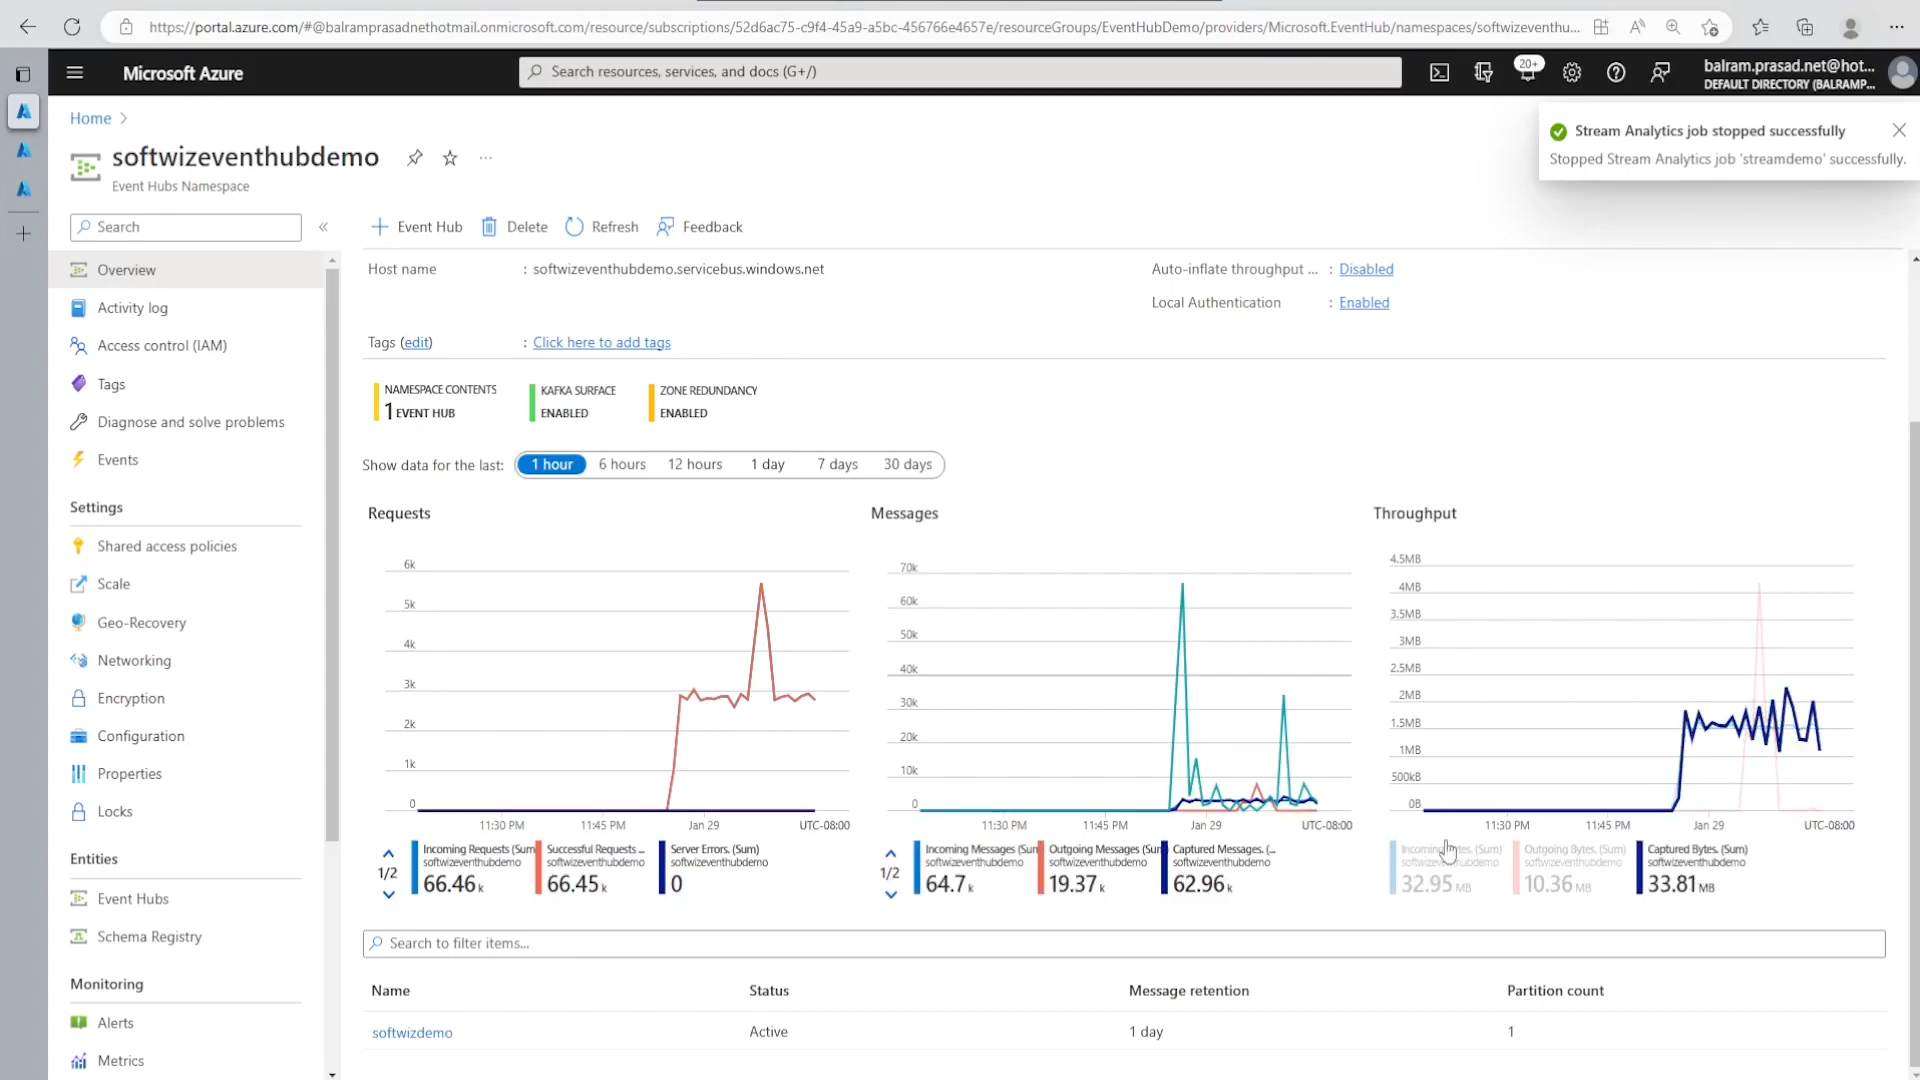 https://portal.azure.com/#@balramprasadnethotmail.onmicrosoft.com/resource/subscriptions/52d6ac75-c9f4-45a9-a5bc-456766e4657e/resourceGroups/EventHubDemo/providers/Microsoft.EventHub/namespaces/softwizeventhu...
Microsoft Azure
Search resources, services, and docs (G+/)
20+
balram.prasad.net@hot...
DEFAULT DIRECTORY (BALRAMP...
Home >
Stream Analytics job stopped successfully
Stopped Stream Analytics job 'streamdemo' successfully.
softwizeventhubdemo
...
Event Hubs Namespace
Search
«
+ Event Hub
Delete
Refresh
Feedback
Overview
Activity log
Access control (IAM)
Tags
Diagnose and solve problems
Events
Settings
Shared access policies
Scale
Geo-Recovery
Networking
Encryption
Configuration
Properties
Locks
Entities
Event Hubs
Schema Registry
Monitoring
Alerts
Metrics
Host name : softwizeventhubdemo.servicebus.windows.net
Auto-inflate throughput ... : Disabled
Local Authentication : Enabled
Tags (edit) : Click here to add tags
NAMESPACE CONTENTS
1 EVENT HUB
KAFKA SURFACE
ENABLED
ZONE REDUNDANCY
ENABLED
Show data for the last: 1 hour 6 hours 12 hours 1 day 7 days 30 days
Requests
6k
5k
4k
3k
2k
1k
0
11:30 PM 11:45 PM Jan 29 UTC-08:00
1/2
Incoming Requests (Sum
softwizeventhubdemo
66.46 k
Successful Requests ...
softwizeventhubdemo
66.45 k
Server Errors. (Sum)
softwizeventhubdemo
0
Messages
70k
60k
50k
40k
30k
20k
10k
0
11:30 PM 11:45 PM Jan 29 UTC-08:00
1/2
Incoming Messages (Sum
softwizeventhubdemo
64.7 k
Outgoing Messages (Sum
softwizeventhubdemo
19.37 k
Captured Messages. (...
softwizeventhubdemo
62.96 k
Throughput
4.5MB
4MB
3.5MB
3MB
2.5MB
2MB
1.5MB
1MB
500kB
0B
11:30 PM 11:45 PM Jan 29 UTC-08:00
(Sum)
32.95 MB
Outgoing Bytes. (Sum)
softwizeventhubdemo
10.36 MB
Captured Bytes. (Sum)
softwizeventhubdemo
33.81 MB
Search to filter items...
Name Status Message retention Partition count
softwizdemo Active 1 day 1